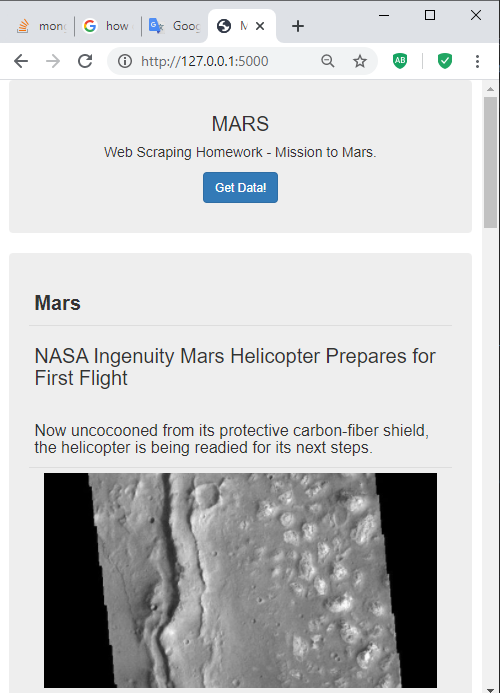 mong
how
Goog
M
http://127.0.0.1:5000
AB
MARS
Web Scraping Homework - Mission to Mars.
Get Data!
Mars
NASA Ingenuity Mars Helicopter Prepares for
First Flight
Now uncocooned from its protective carbon-fiber shield,
the helicopter is being readied for its next steps.